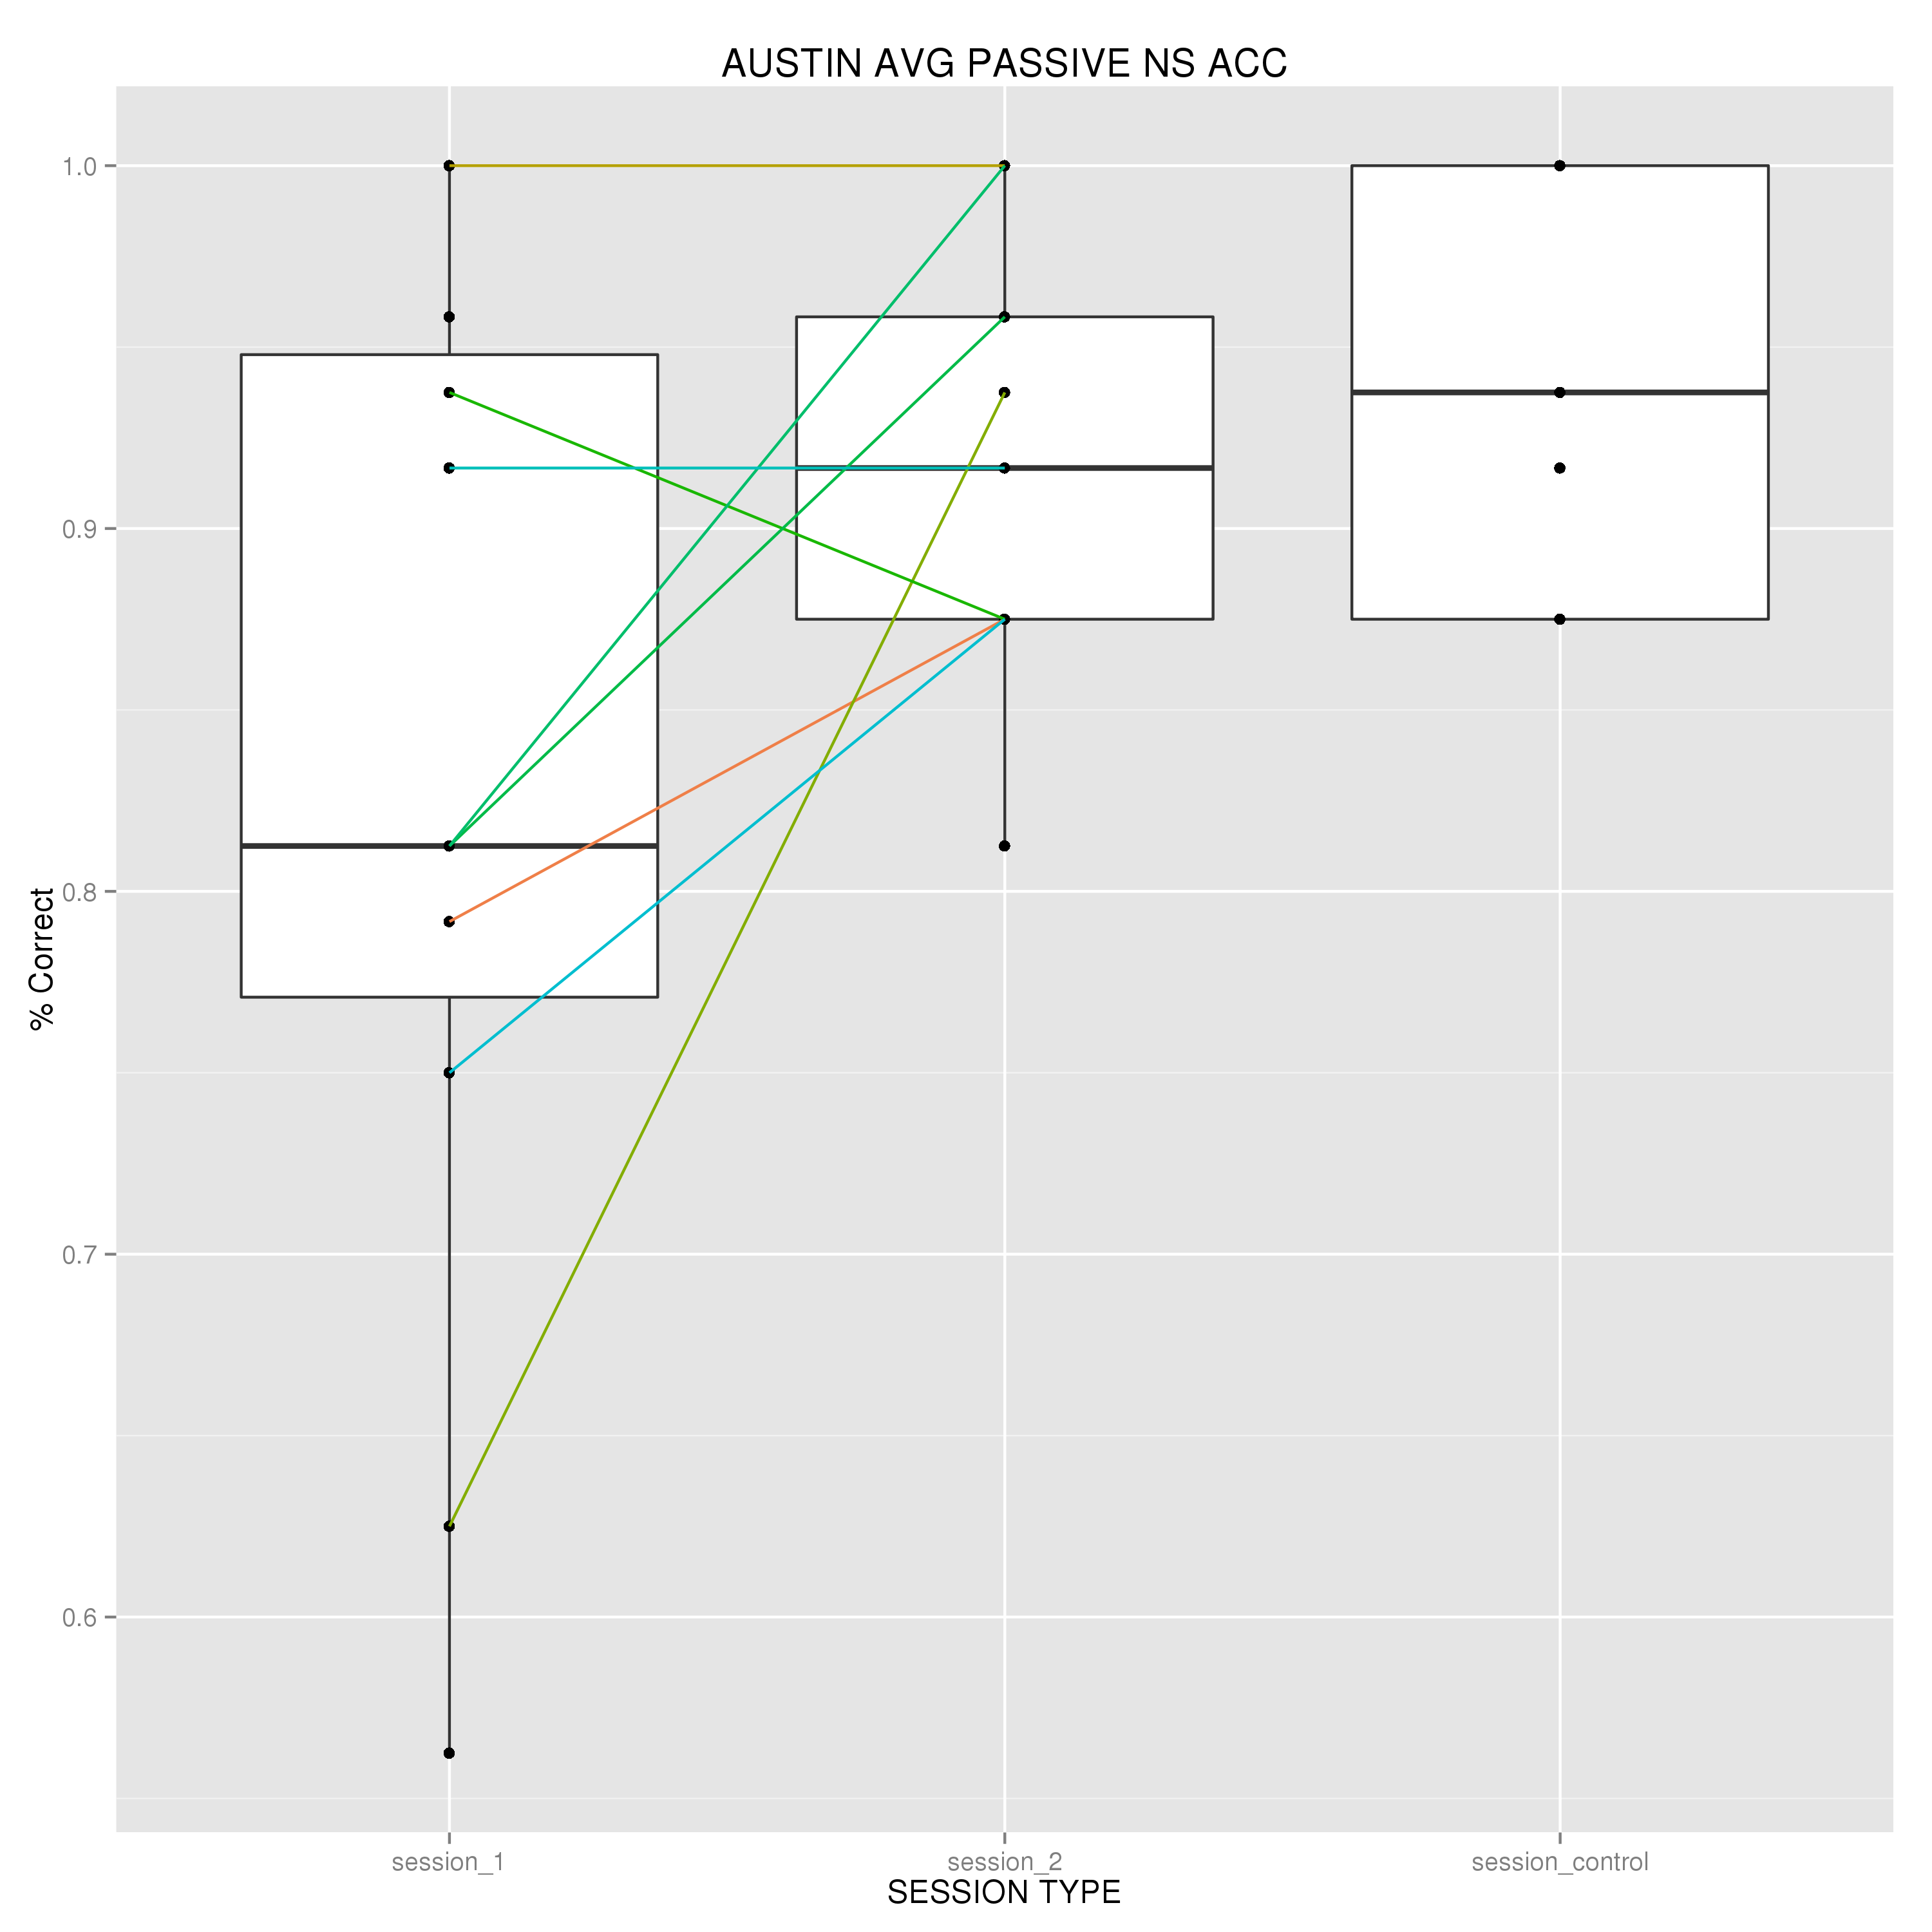 AUSTIN AVG PASSIVE NS ACC
1.0
0.9
0.8
0.7
0.6
% Correct
session_1
session_2
session_control
SESSION TYPE